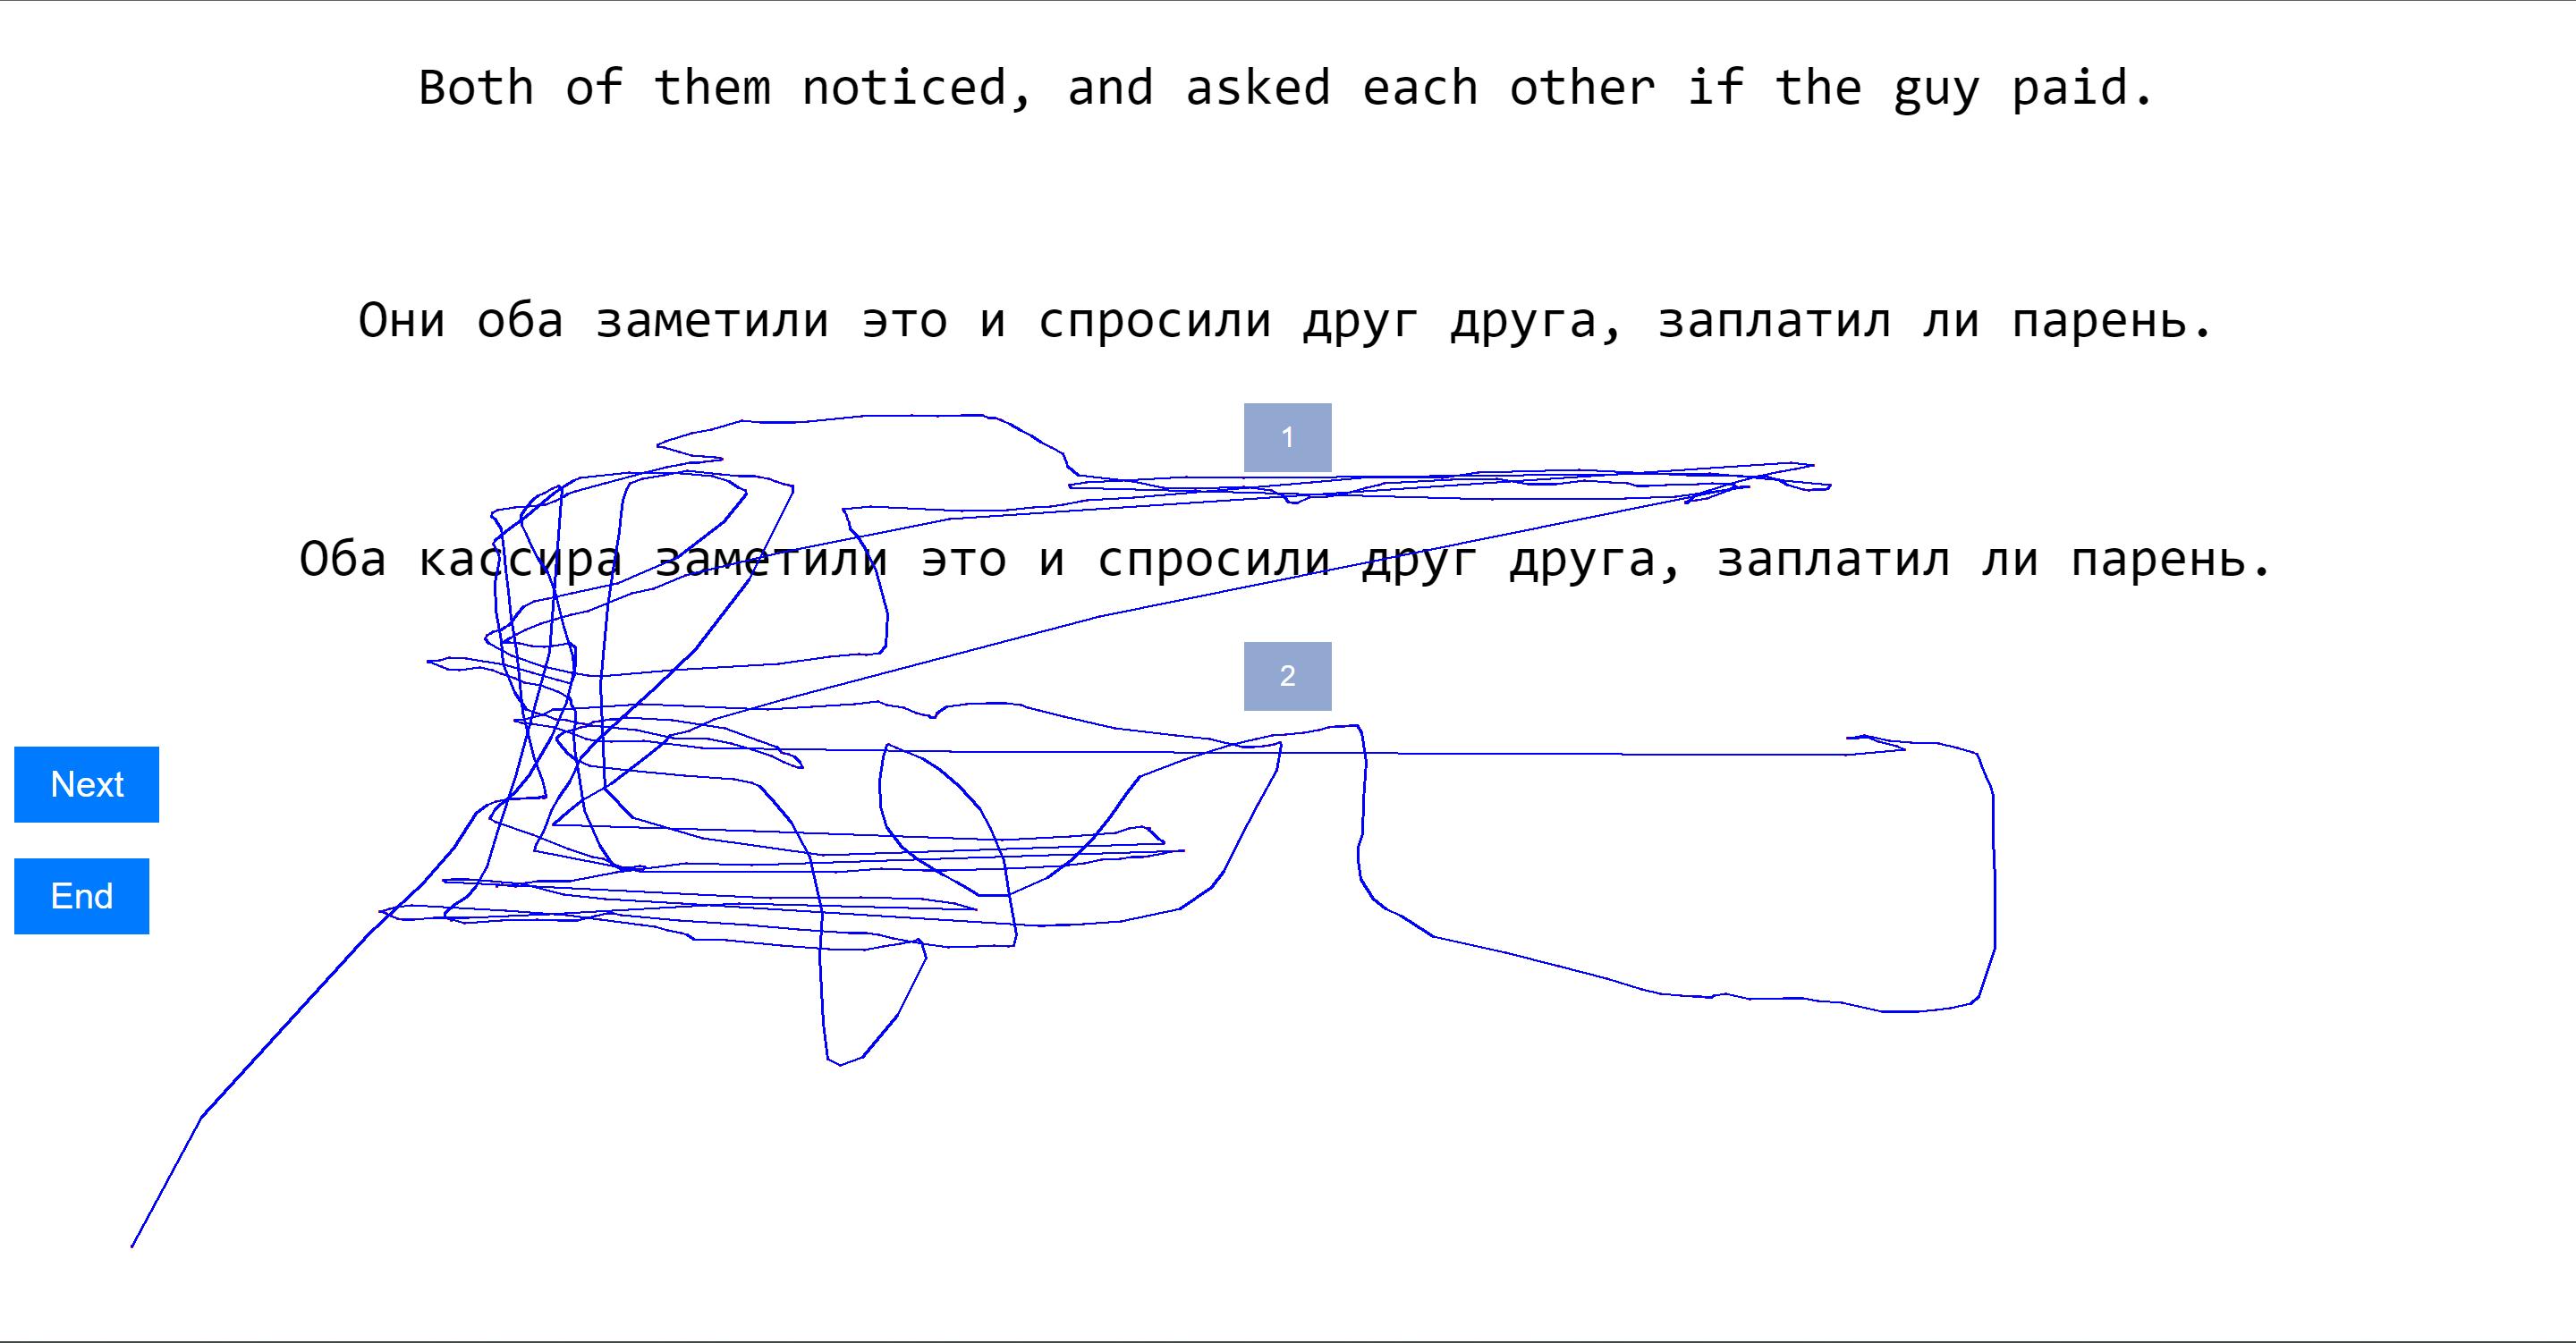 Both of them noticed, and asked each other if the guy paid.
Они оба заметили это и спросили друг друга, заплатил ли парень.
1
Оба кассира заметили это и спросили друг друга, заплатил ли парень.
2
Next
End